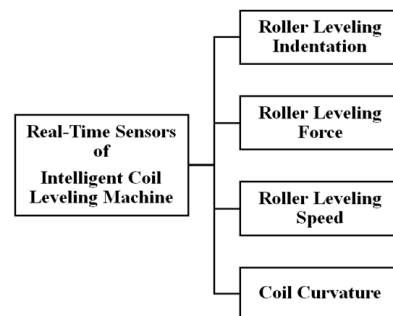 Roller Leveling
Indentation
Roller Leveling
Force
Real-Time Sensors
of
Intelligent Coil
Leveling Machine
Roller Leveling
Speed
Coil Curvature